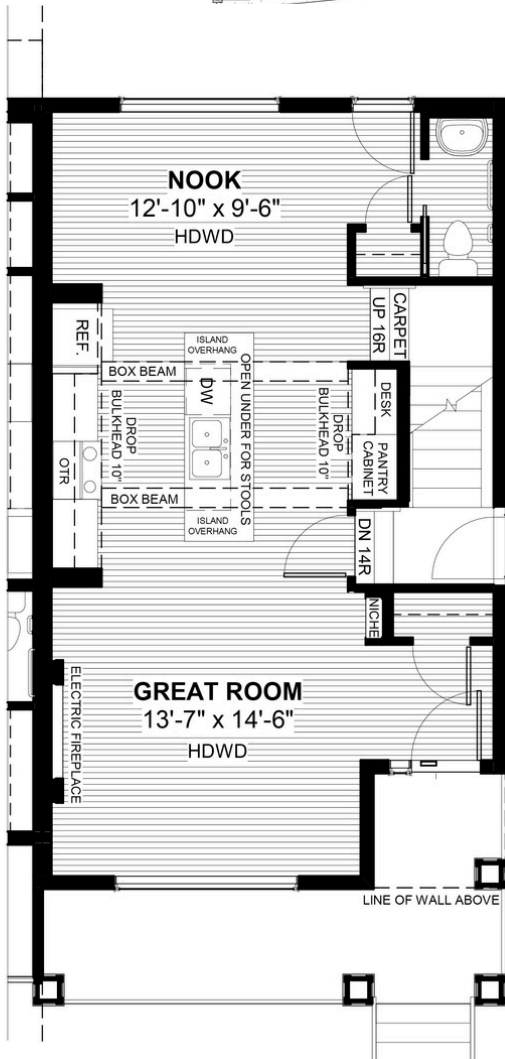 NOOK
12'-10" x 9'-6"
HDWD
CARPET
UP 16R
REF.
ISLAND
OVERHANG
BOX BEAM
DW
OPEN UNDER FOR STOOLS
DROP
BULKHEAD 10"
DROP
BULKHEAD 10"
DESK
PANTRY
CABINET
OTR
BOX BEAM
ISLAND
OVERHANG
DN 14R
NICHE
GREAT ROOM
13'-7" x 14'-6"
HDWD
ELECTRIC FIREPLACE
LINE OF WALL ABOVE